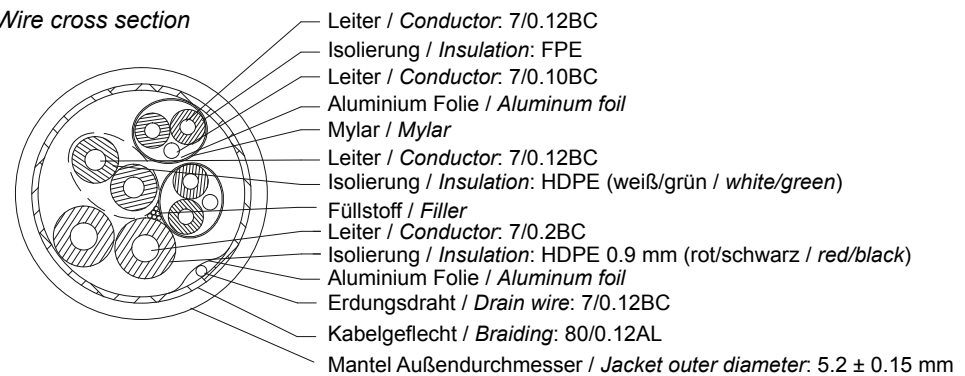 Wire cross section
Leiter / Conductor: 7/0.12BC
Isolierung / Insulation: FPE
Leiter / Conductor: 7/0.10BC
Aluminium Folie / Aluminum foil
Mylar / Mylar
Leiter / Conductor: 7/0.12BC
Isolierung / Insulation: HDPE (weiß/grün / white/green)
Füllstoff / Filler
Leiter / Conductor: 7/0.2BC
Isolierung / Insulation: HDPE 0.9 mm (rot/schwarz / red/black)
Aluminium Folie / Aluminum foil
Erdungsdraht / Drain wire: 7/0.12BC
Kabelgeflecht / Braiding: 80/0.12AL
Mantel Außendurchmesser / Jacket outer diameter: 5.2 ± 0.15 mm